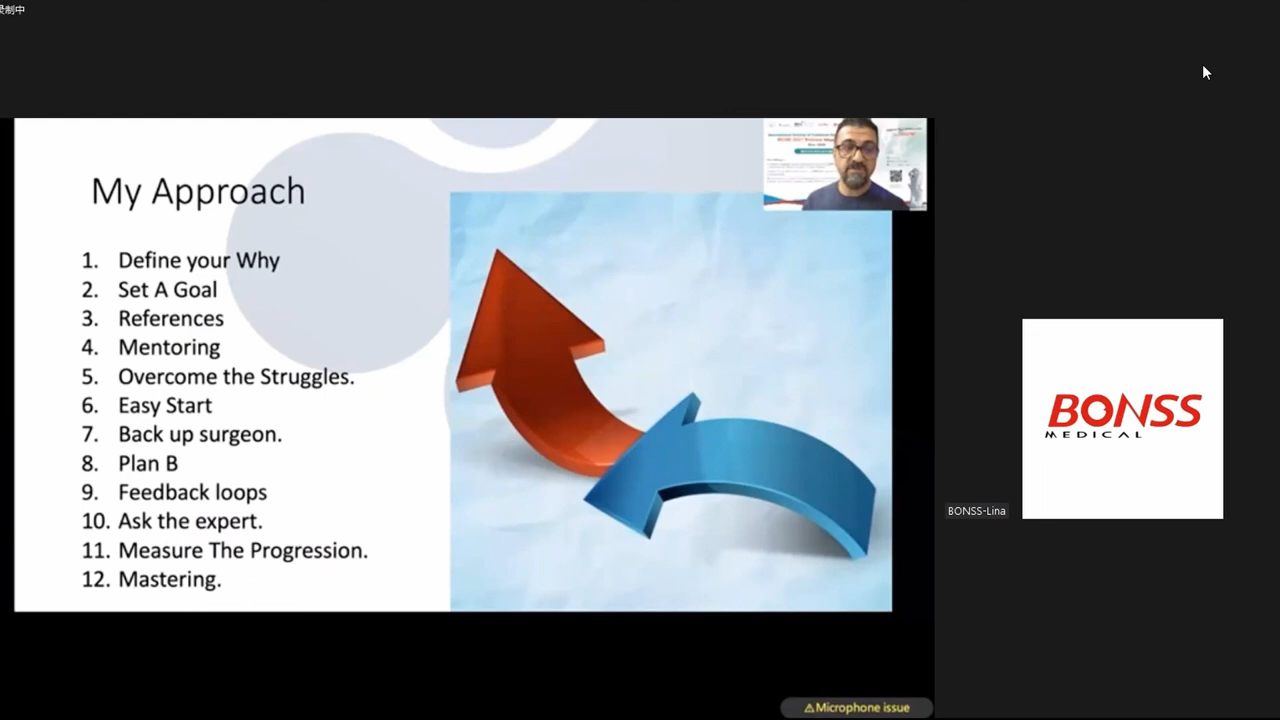 录制中
My Approach
1. Define your Why
2. Set A Goal
3. References
4. Mentoring
5. Overcome the Struggles.
6. Easy Start
7. Back up surgeon.
8. Plan B
9. Feedback loops
10. Ask the expert.
11. Measure The Progression.
12. Mastering.
BONSS
MEDICAL
BONSS-Lina
⚠Microphone issue